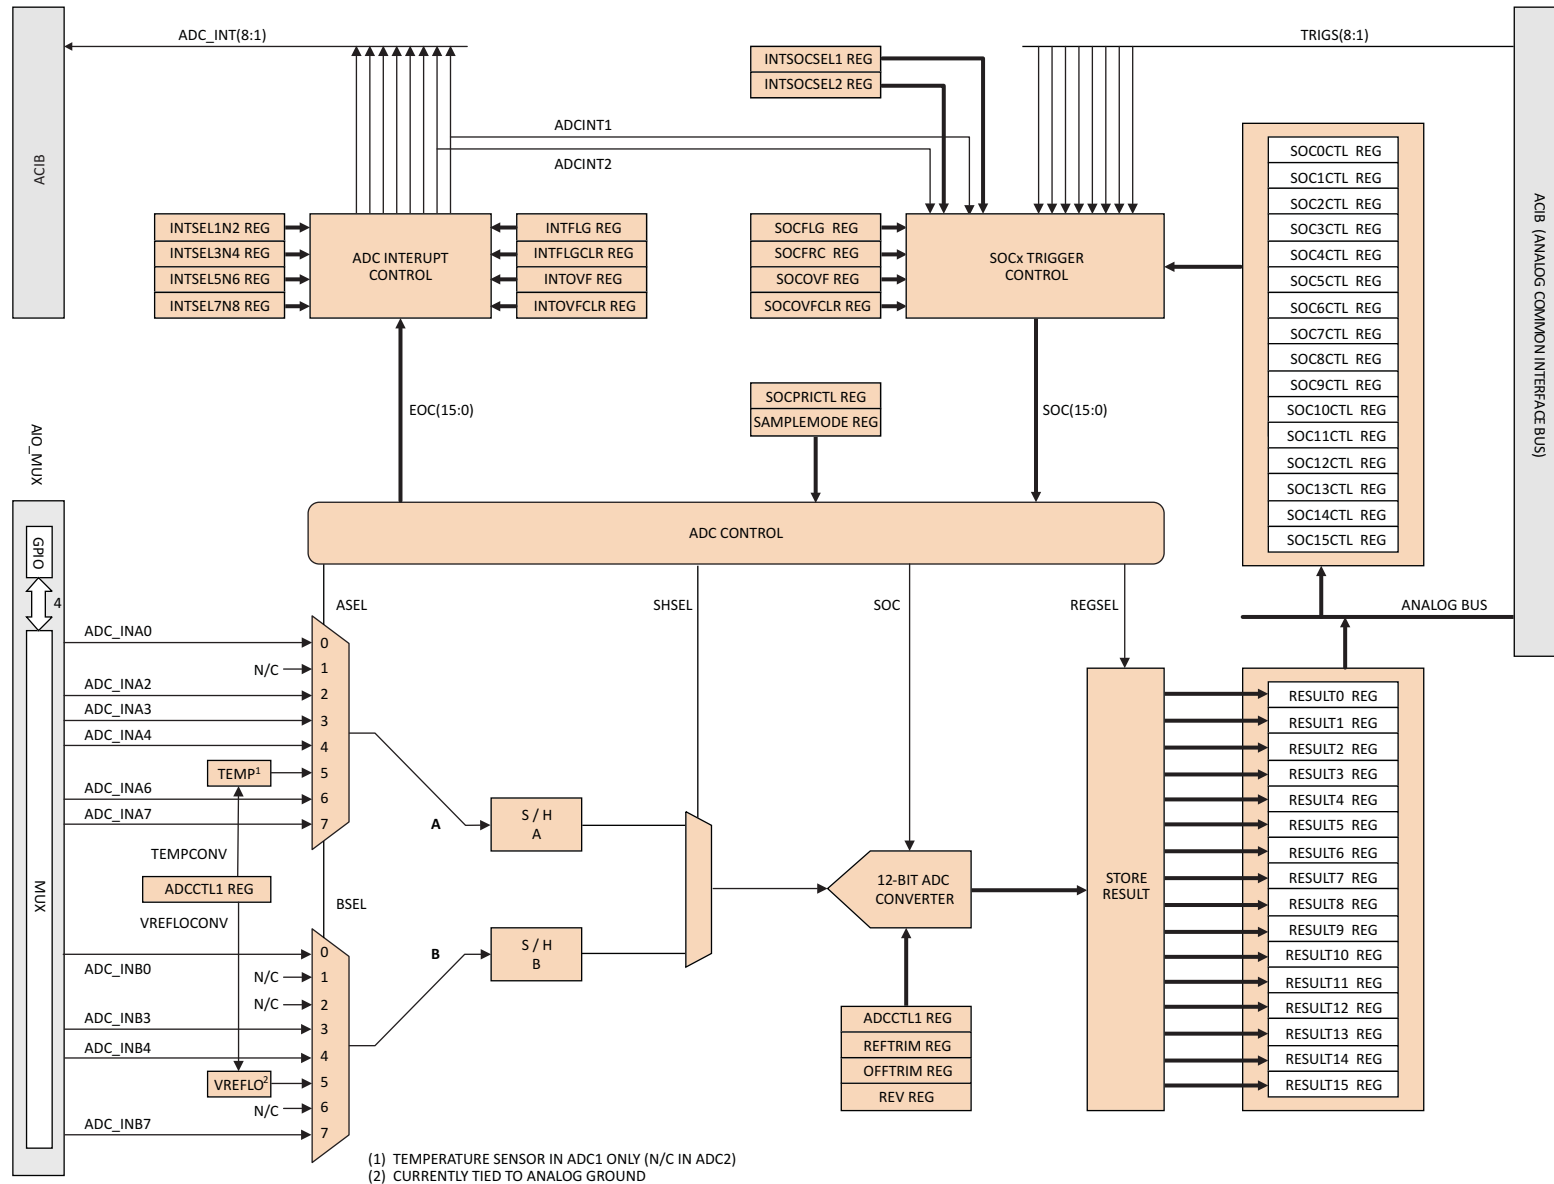 ADC_INT(8:1)
TRIGS(8:1)
INTSOCSEL1 REG
INTSOCSEL2 REG
ADCINT1
ADCINT2
ACIB
ACIB (ANALOG COMMON INTERFACE BUS)
INTSEL1N2 REG
INTSEL3N4 REG
INTSEL5N6 REG
INTSEL7N8 REG
ADC INTERUPT
CONTROL
INTFLG REG
INTFLGCLR REG
INTOVF REG
INTOVFCLR REG
SOCFLG REG
SOCFRC REG
SOCOVF REG
SOCOVFCLR REG
SOCx TRIGGER
CONTROL
SOC0CTL REG
SOC1CTL REG
SOC2CTL REG
SOC3CTL REG
SOC4CTL REG
SOC5CTL REG
SOC6CTL REG
SOC7CTL REG
SOC8CTL REG
SOC9CTL REG
SOC10CTL REG
SOC11CTL REG
SOC12CTL REG
SOC13CTL REG
SOC14CTL REG
SOC15CTL REG
EOC(15:0)
SOCPRICTL REG
SAMPLEMODE REG
SOC(15:0)
AIO_MUX
GPIO
4
MUX
ADC CONTROL
ASEL
SHSEL
SOC
REGSEL
ANALOG BUS
ADC_INA0
N/C
ADC_INA2
ADC_INA3
ADC_INA4
TEMP1
ADC_INA6
ADC_INA7
0
1
2
3
4
5
6
7
TEMPCONV
ADCCTL1 REG
VREFLOCONV
BSEL
A
S / H
A
B
S / H
B
12-BIT ADC
CONVERTER
STORE
RESULT
ADC_INB0
N/C
N/C
ADC_INB3
ADC_INB4
VREFLO2
N/C
ADC_INB7
0
1
2
3
4
5
6
7
ADCCTL1 REG
REFTRIM REG
OFFTRIM REG
REV REG
RESULT0 REG
RESULT1 REG
RESULT2 REG
RESULT3 REG
RESULT4 REG
RESULT5 REG
RESULT6 REG
RESULT7 REG
RESULT8 REG
RESULT9 REG
RESULT10 REG
RESULT11 REG
RESULT12 REG
RESULT13 REG
RESULT14 REG
RESULT15 REG
(1) TEMPERATURE SENSOR IN ADC1 ONLY (N/C IN ADC2)
(2) CURRENTLY TIED TO ANALOG GROUND